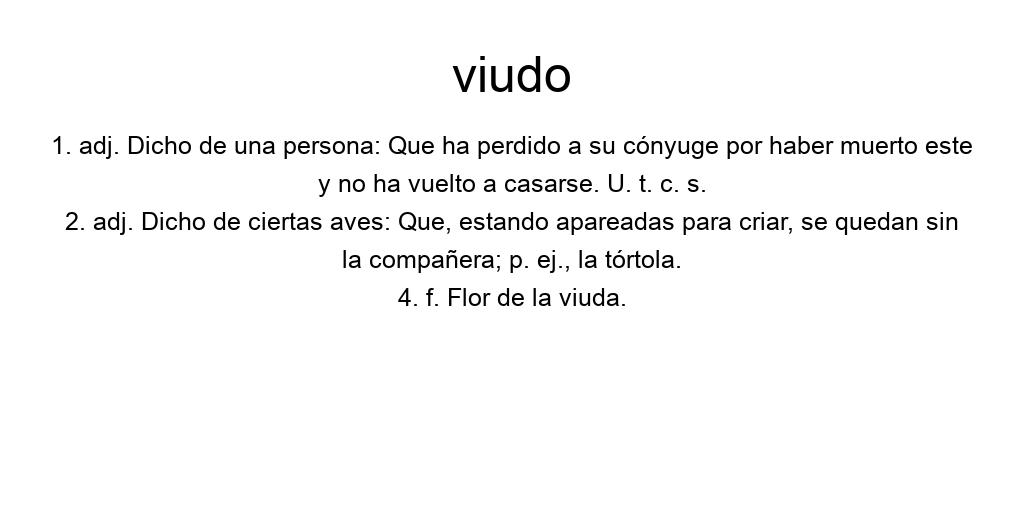 viudo
1. adj. Dicho de una persona: Que ha perdido a su cónyuge por haber muerto este
y no ha vuelto a casarse. U. t. c. s.
2. adj. Dicho de ciertas aves: Que, estando apareadas para criar, se quedan sin
la compañera; p. ej., la tórtola.
4. f. Flor de la viuda.